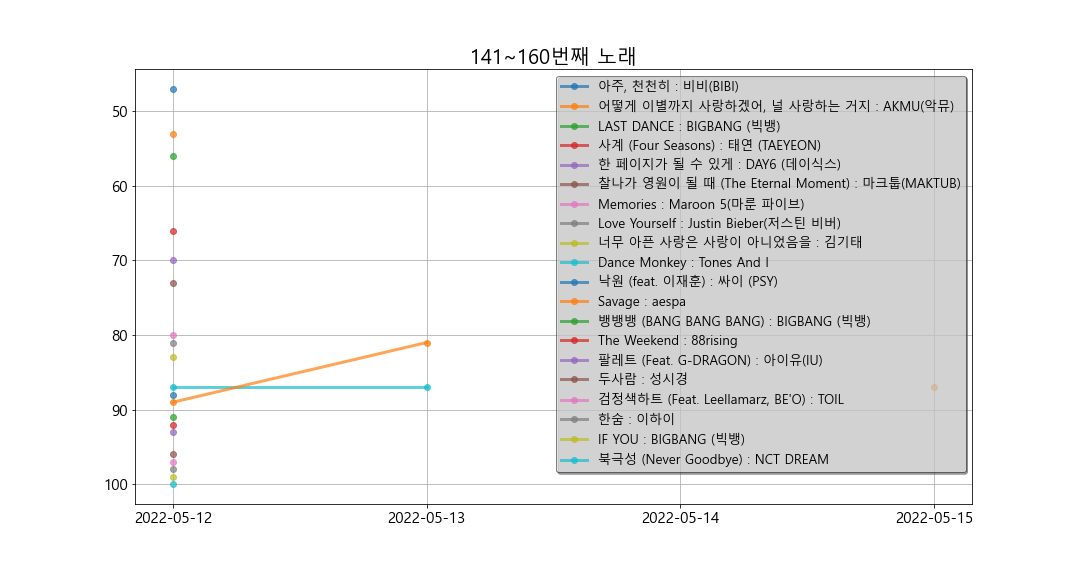 141~160번째 노래
50
60
70
80
90
100
아주, 천천히 : 비비(BIBI)
어떻게 이별까지 사랑하겠어, 널 사랑하는 거지 : AKMU(악뮤)
LAST DANCE : BIGBANG (빅뱅)
사계 (Four Seasons) : 태연 (TAEYEON)
한 페이지가 될 수 있게 : DAY6 (데이식스)
찰나가 영원이 될 때 (The Eternal Moment) : 마크툽(MAKTUB)
Memories : Maroon 5(마룬 파이브)
Love Yourself : Justin Bieber(저스틴 비버)
너무 아픈 사랑은 사랑이 아니었음을 : 김기태
Dance Monkey : Tones And I
낙원 (feat. 이재훈) : 싸이 (PSY)
Savage : aespa
뱅뱅뱅 (BANG BANG BANG) : BIGBANG (빅뱅)
The Weekend : 88rising
팔레트 (Feat. G-DRAGON) : 아이유(IU)
두사람 : 성시경
검정색하트 (Feat. Leellamarz, BE'O) : TOIL
한숨 : 이하이
IF YOU : BIGBANG (빅뱅)
북극성 (Never Goodbye) : NCT DREAM
2022-05-12
2022-05-13
2022-05-14
2022-05-15